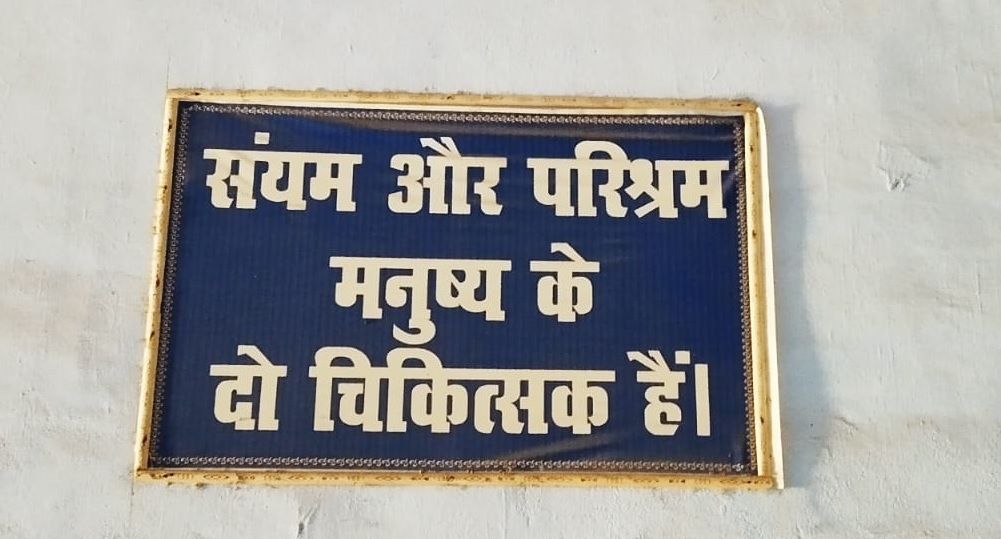 संयम और परिश्रम
मनुष्य के
दो चिकित्सक हैं।